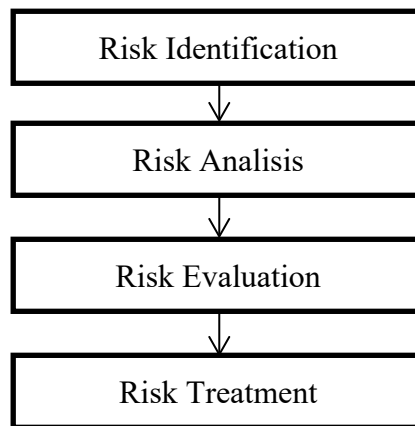 Risk Identification
Risk Analisis
Risk Evaluation
Risk Treatment